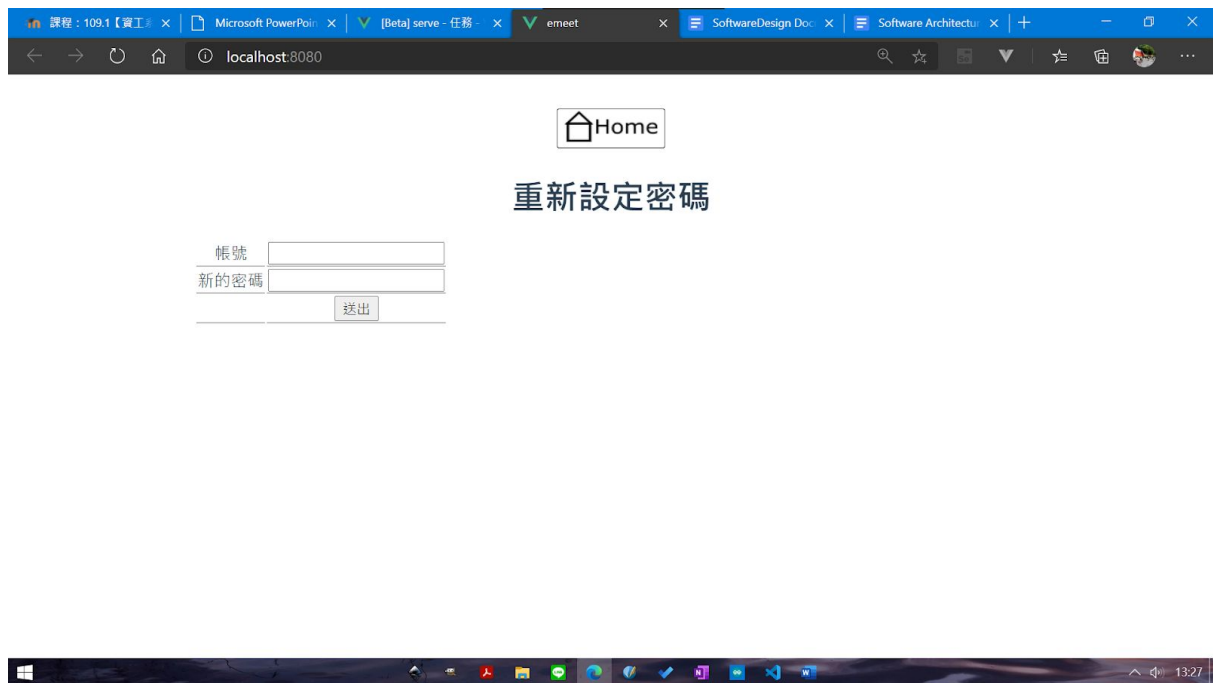 課程：109.1【資工
Microsoft PowerPoin
[Beta] serve - 任務 -
emeet
SoftwareDesign Doc
Software Architectur
localhost:8080
Home
重新設定密碼
帳號
新的密碼
送出
13:27